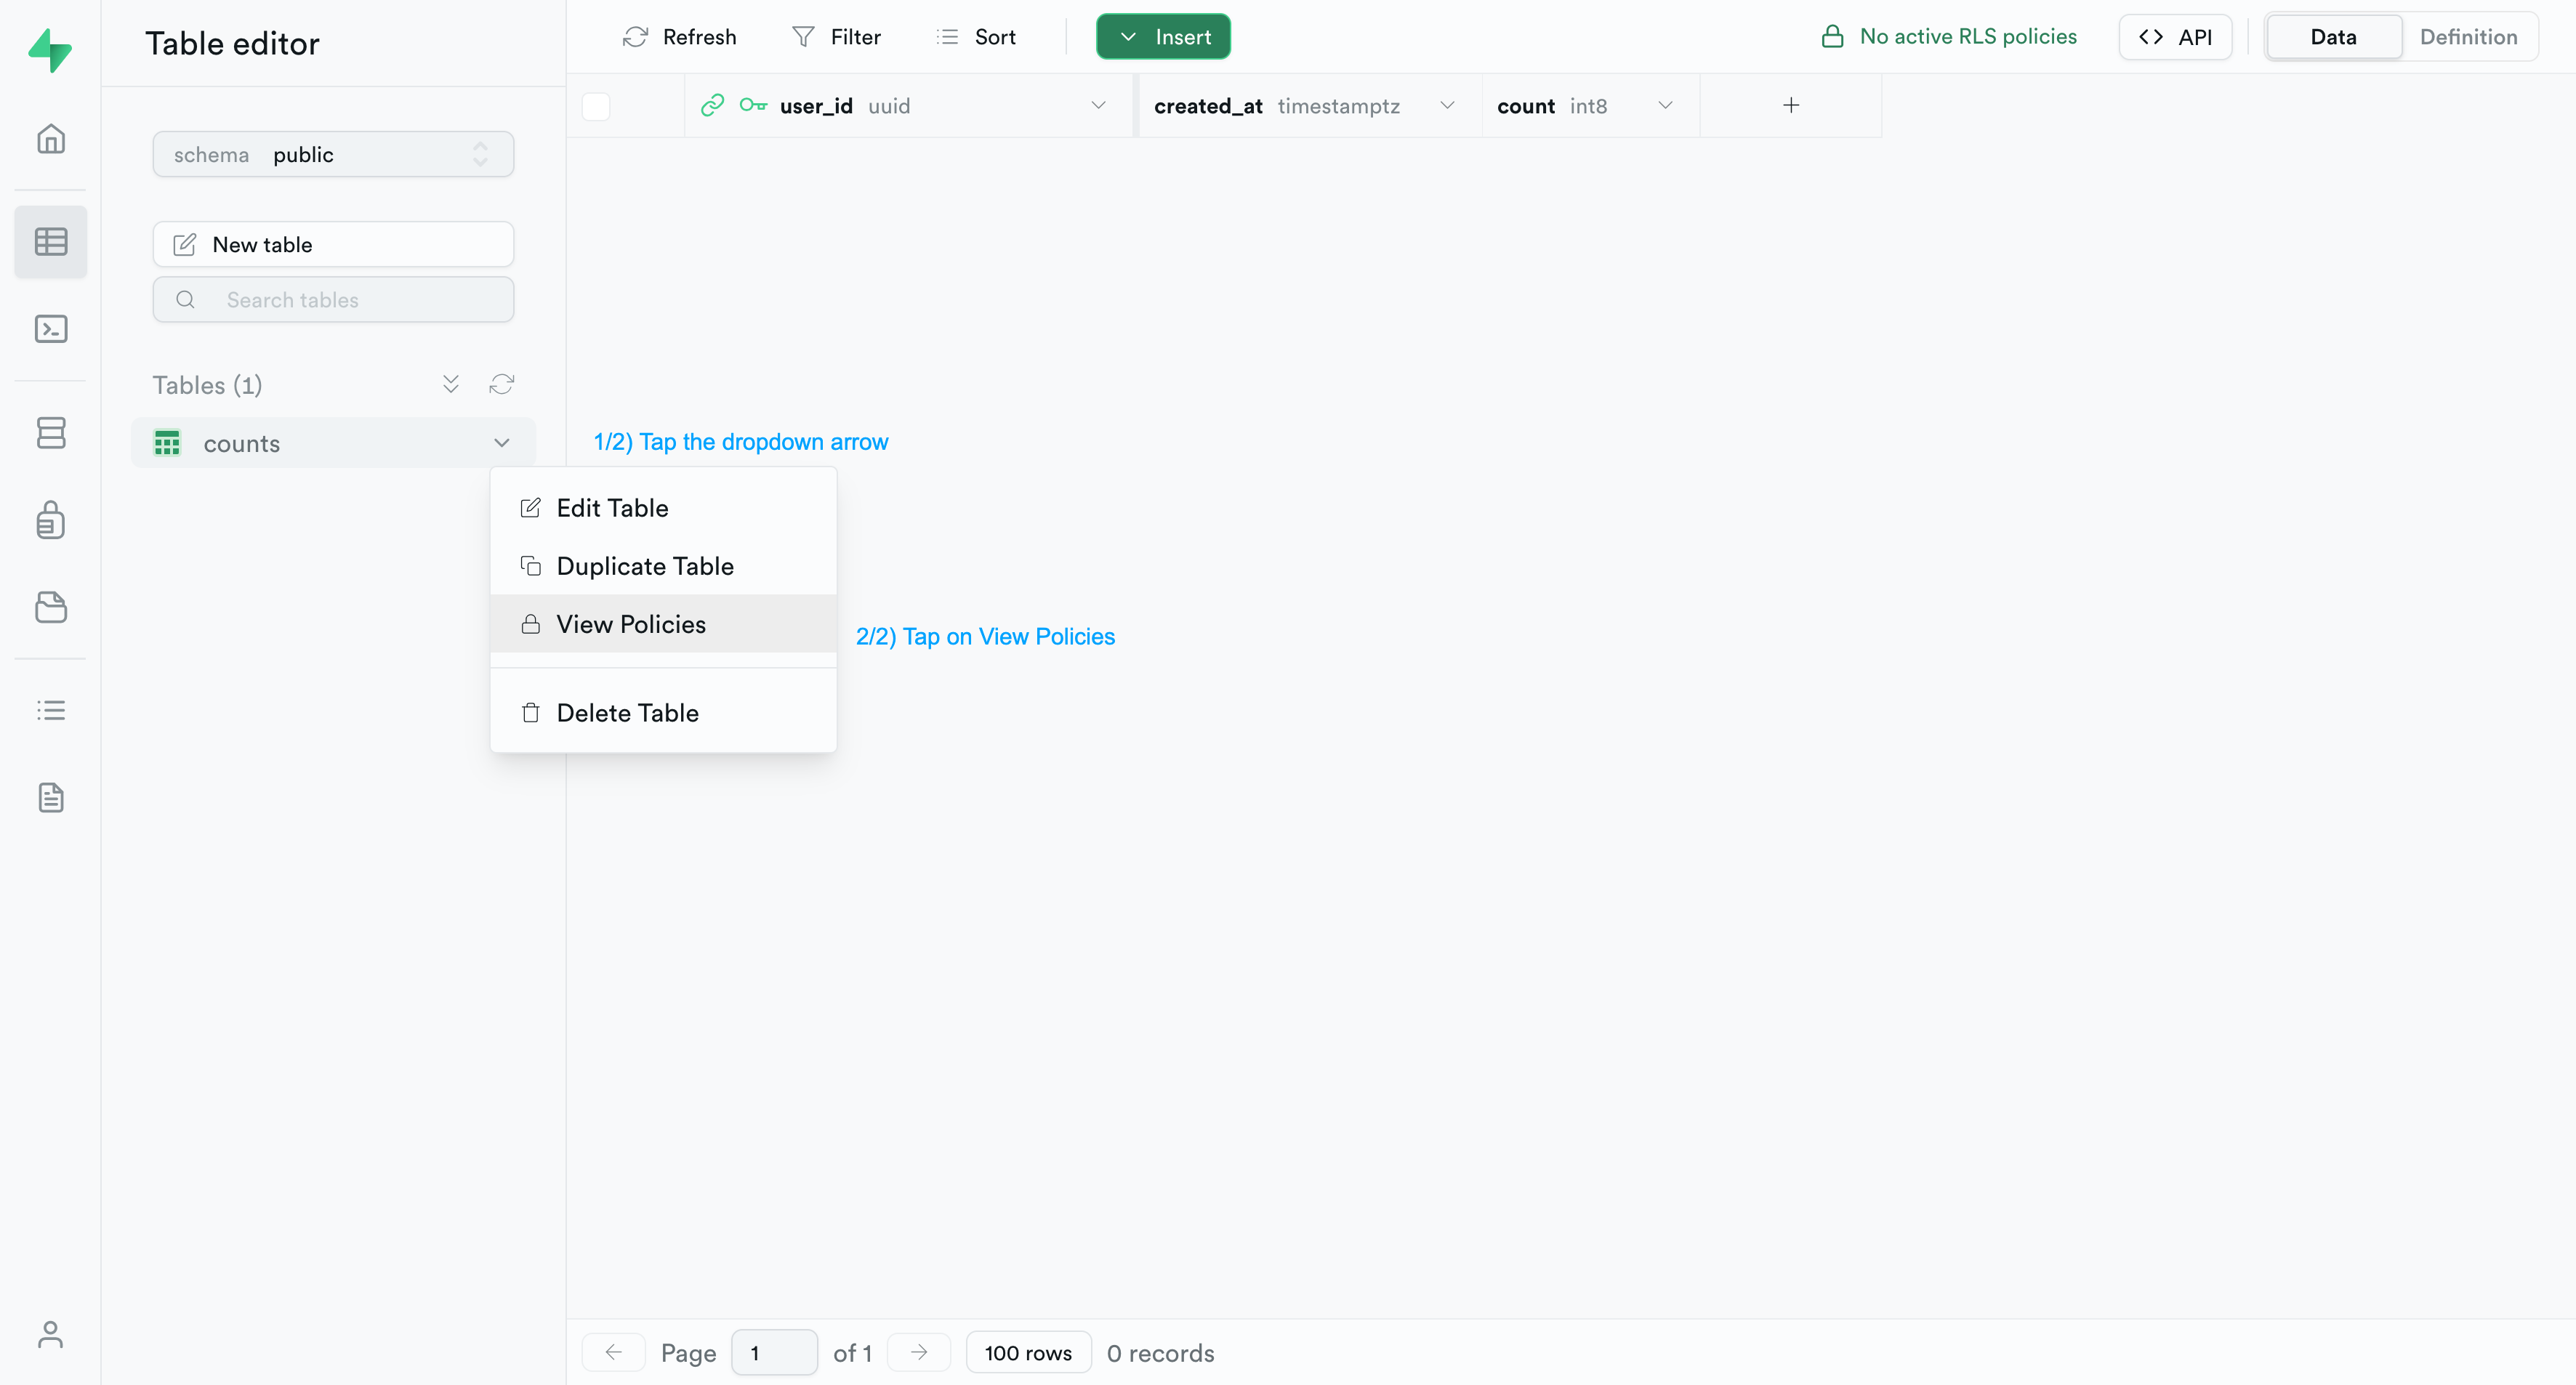 Table editor
Refresh
Filter
Sort
Insert
No active RLS policies
<> API
Data
Definition
schema public
New table
Search tables
Tables (1)
counts
user_id uuid
created_at timestamptz
count int8
+
1/2) Tap the dropdown arrow
Edit Table
Duplicate Table
View Policies
2/2) Tap on View Policies
Delete Table
Page 1 of 1
100 rows
0 records